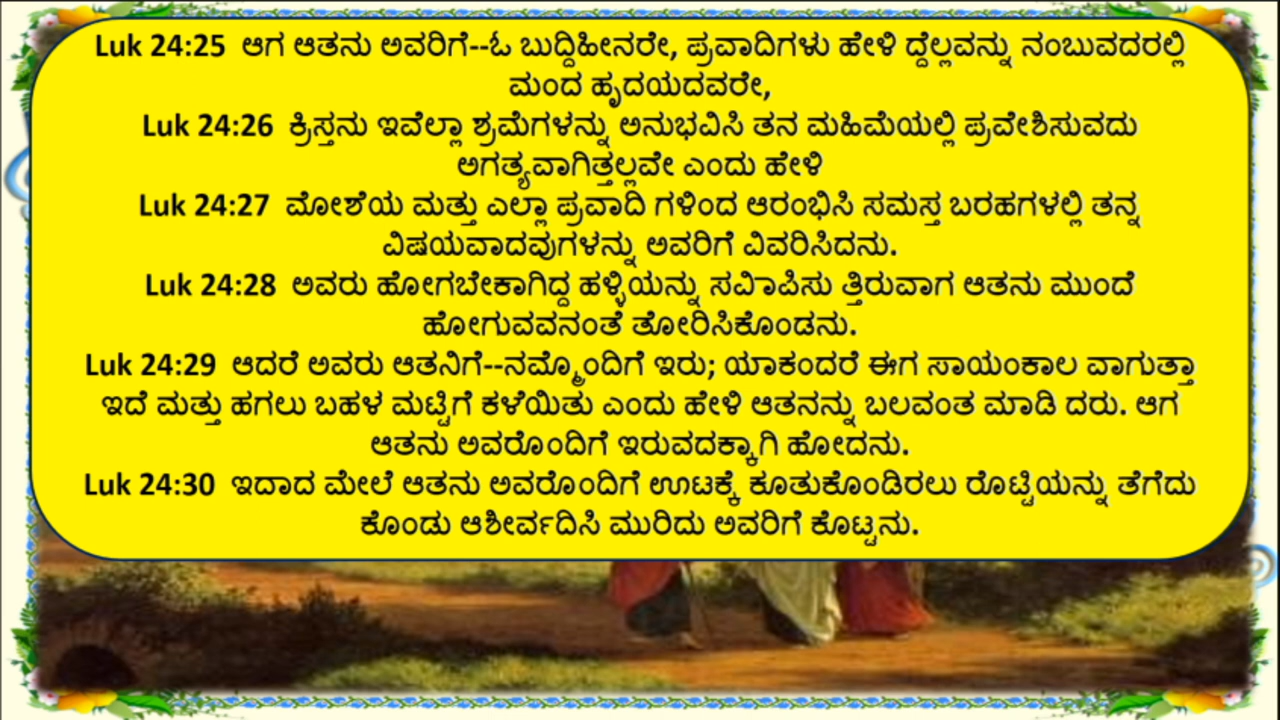 Luk 24:25 ಆಗ ಆತನು ಅವರಿಗೆ--ಓ ಬುದ್ದಿಹೀನರೇ, ಪ್ರವಾದಿಗಳು ಹೇಳಿ ದ್ದೆಲ್ಲವನ್ನು ನಂಬುವದರಲ್ಲಿ
ಮಂದ ಹೃದಯದವರೇ,
Luk 24:26 ಕ್ರಿಸ್ತನು ಇವೆಲ್ಲಾ ಶ್ರಮೆಗಳನ್ನು ಅನುಭವಿಸಿ ತನ ಮಹಿಮೆಯಲ್ಲಿ ಪ್ರವೇಶಿಸುವದು
ಅಗತ್ಯವಾಗಿತ್ತಲ್ಲವೇ ಎಂದು ಹೇಳಿ
Luk 24:27 ಮೋಶೆಯ ಮತ್ತು ಎಲ್ಲಾ ಪ್ರವಾದಿ ಗಳಿಂದ ಆರಂಭಿಸಿ ಸಮಸ್ತ ಬರಹಗಳಲ್ಲಿ ತನ್ನ
ವಿಷಯವಾದವುಗಳನ್ನು ಅವರಿಗೆ ವಿವರಿಸಿದನು.
Luk 24:28 ಅವರು ಹೋಗಬೇಕಾಗಿದ್ದ ಹಳ್ಳಿಯನ್ನು ಸವಿಾಪಿಸು ತ್ತಿರುವಾಗ ಆತನು ಮುಂದೆ
ಹೋಗುವವನಂತೆ ತೋರಿಸಿಕೊಂಡನು.
Luk 24:29 ಆದರೆ ಅವರು ಆತನಿಗೆ--ನಮ್ಮೊಂದಿಗೆ ಇರು; ಯಾಕಂದರೆ ಈಗ ಸಾಯಂಕಾಲ ವಾಗುತ್ತಾ
ಇದೆ ಮತ್ತು ಹಗಲು ಬಹಳ ಮಟ್ಟಿಗೆ ಕಳೆಯಿತು ಎಂದು ಹೇಳಿ ಆತನನ್ನು ಬಲವಂತ ಮಾಡಿ ದರು. ಆಗ
ಆತನು ಅವರೊಂದಿಗೆ ಇರುವದಕ್ಕಾಗಿ ಹೋದನು.
Luk 24:30 ಇದಾದ ಮೇಲೆ ಆತನು ಅವರೊಂದಿಗೆ ಊಟಕ್ಕೆ ಕೂತುಕೊಂಡಿರಲು ರೊಟ್ಟಿಯನ್ನು ತೆಗೆದು
ಕೊಂಡು ಆಶೀರ್ವದಿಸಿ ಮುರಿದು ಅವರಿಗೆ ಕೊಟ್ಟನು.